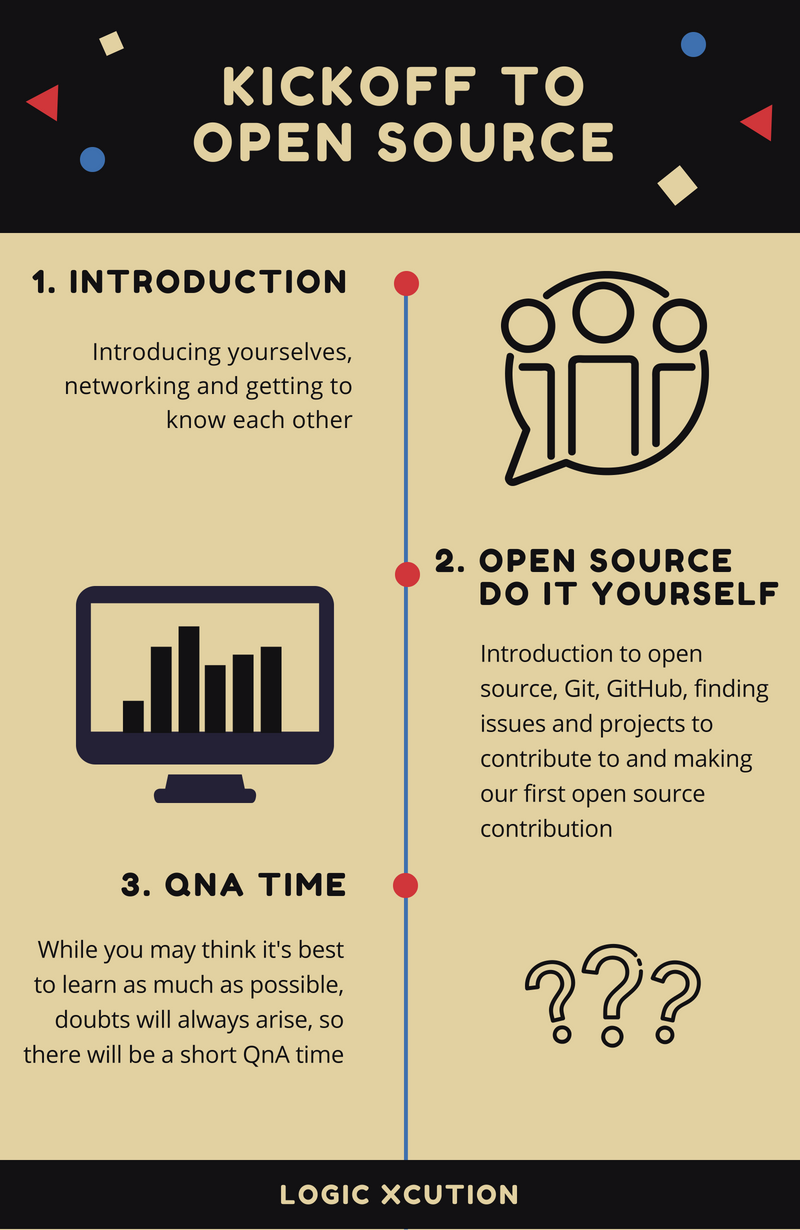 KICKOFF TO
OPEN SOURCE
1. INTRODUCTION
Introducing yourselves,
networking and getting to
know each other
2. OPEN SOURCE
DO IT YOURSELF
Introduction to open
source, Git, GitHub, finding
issues and projects to
contribute to and making
our first open source
contribution
3. QNA TIME
While you may think it's best
to learn as much as possible,
doubts will always arise, so
there will be a short QnA time
???
LOGIC XCUTION